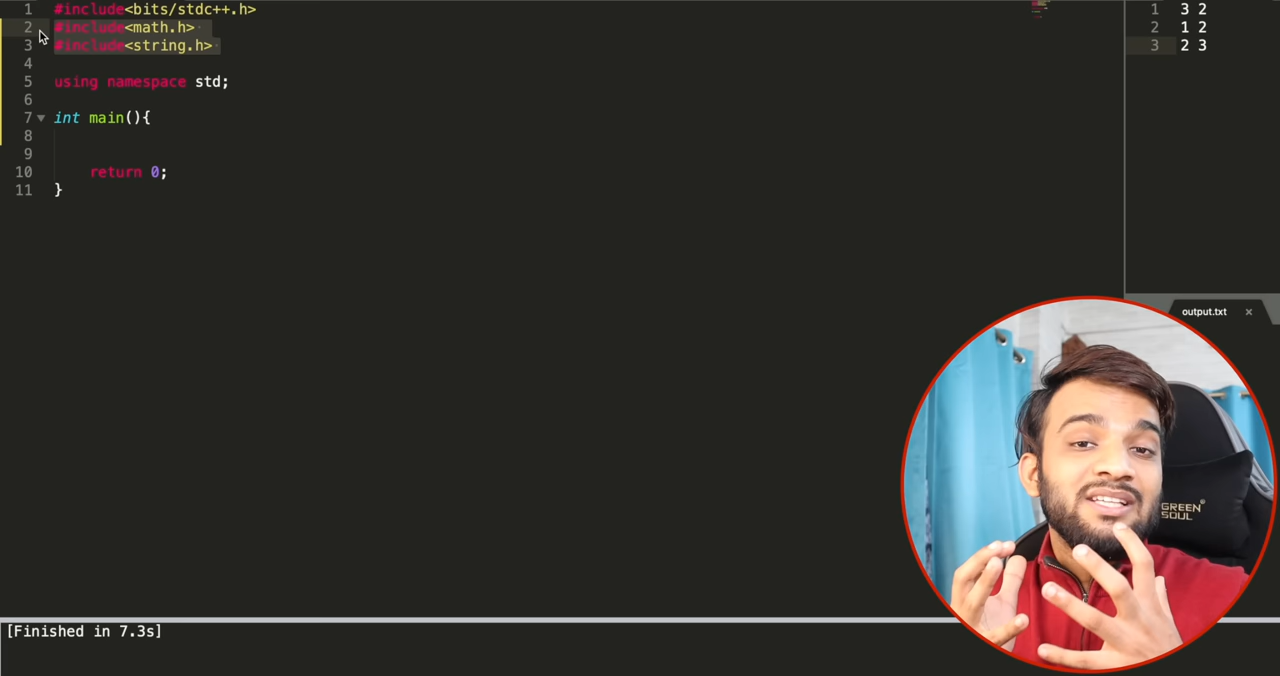 1 #include<bits/stdc++.h>
2 #include<math.h>
3 #include<string.h>
4
5 using namespace std;
6
7 int main(){
8
9
10 return 0;
11 }
1 3 2
2 1 2
3 2 3
output.txt ×
GREEN
SOUL
[Finished in 7.3s]